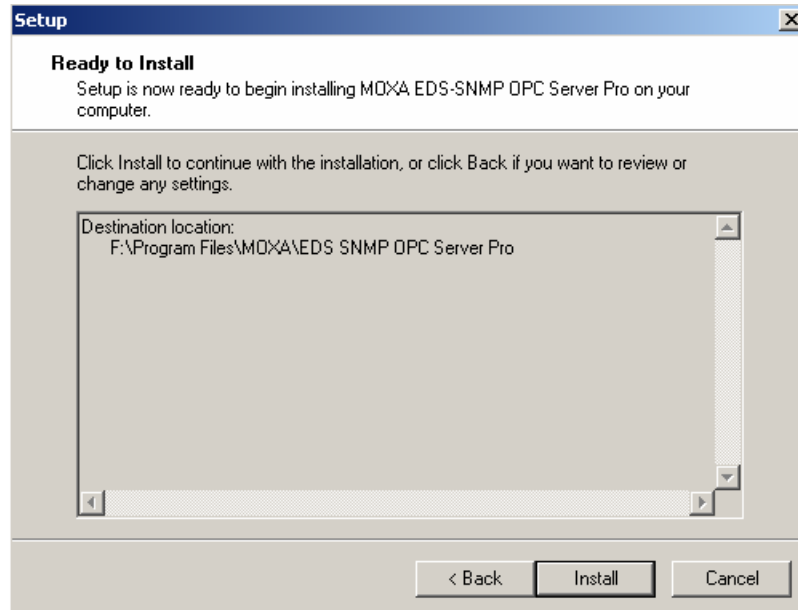 Setup
Ready to Install
Setup is now ready to begin installing MOXA EDS-SNMP OPC Server Pro on your
computer.
Click Install to continue with the installation, or click Back if you want to review or
change any settings.
Destination location:
F:\Program Files\MOXA\EDS SNMP OPC Server Pro
< Back
Install
Cancel